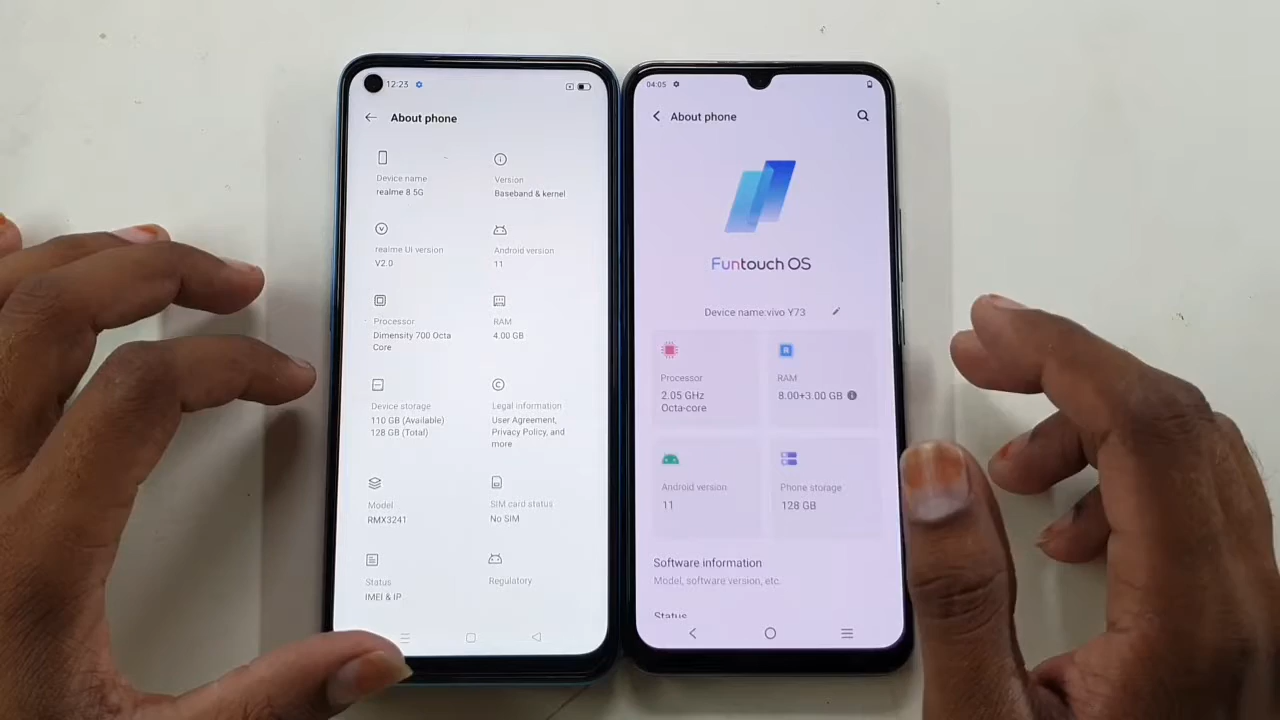 12:23
About phone
Device name
realme 8 5G
Version
Baseband & kernel
realme UI version
V2.0
Android version
11
Processor
Dimensity 700 Octa
Core
RAM
4.00 GB
Device storage
110 GB (Available)
128 GB (Total)
Legal information
User Agreement,
Privacy Policy, and
more
Model
RMX3241
SIM card status
No SIM
Status
IMEI & IP
Regulatory
04:05
About phone
Funtouch OS
Device name:vivo Y73
Processor
2.05 GHz
Octa-core
RAM
8.00+3.00 GB
Android version
11
Phone storage
128 GB
Software information
Model, software version, etc.
Status